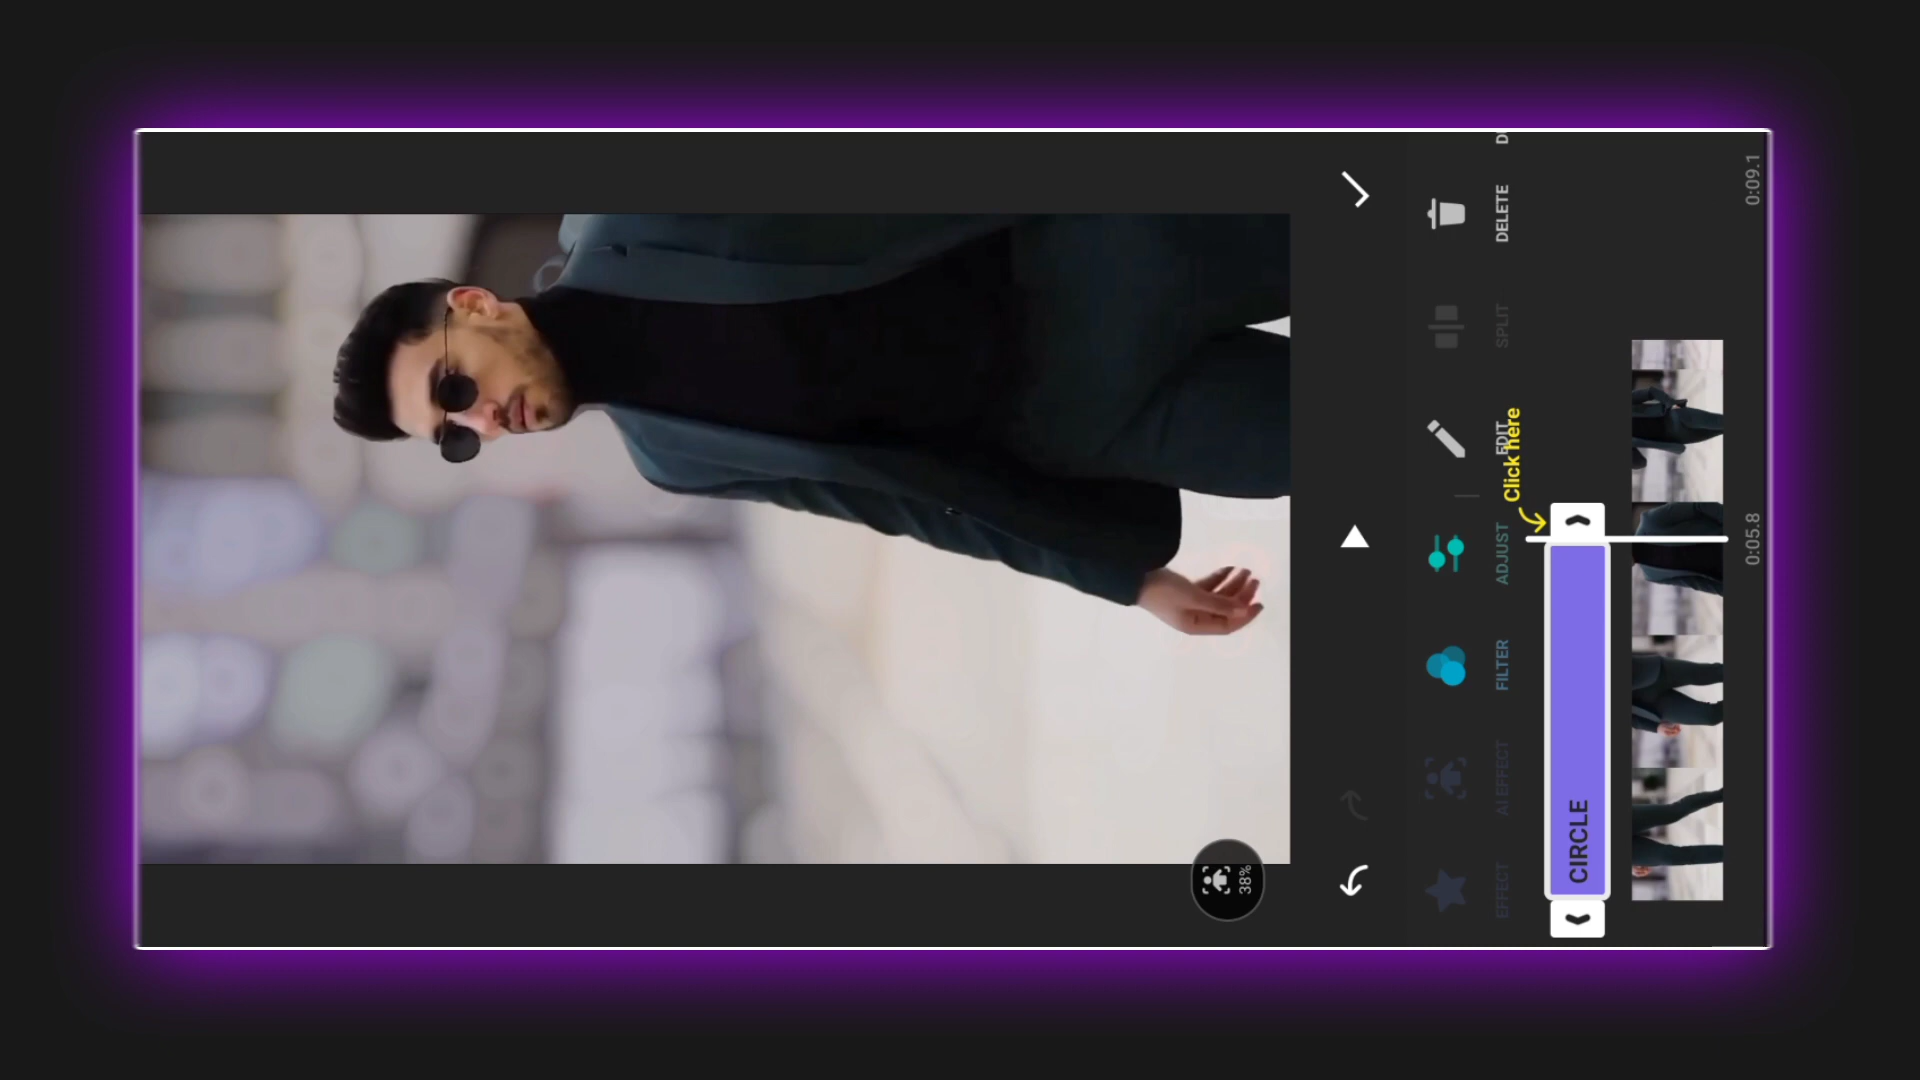 38%
EFFECT
AI EFFECT
FILTER
ADJUST
EDIT
SPLIT
DELETE
Click here
CIRCLE
0:05.8
0:09.1